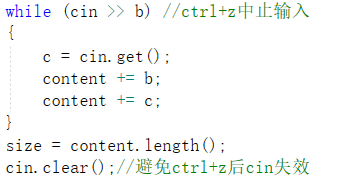 while (cin >> b) //ctrl+z中止输入
{
c = cin.get();
content += b;
content += c;
}
size = content.length();
cin.clear();//避免ctrl+z后cin失效